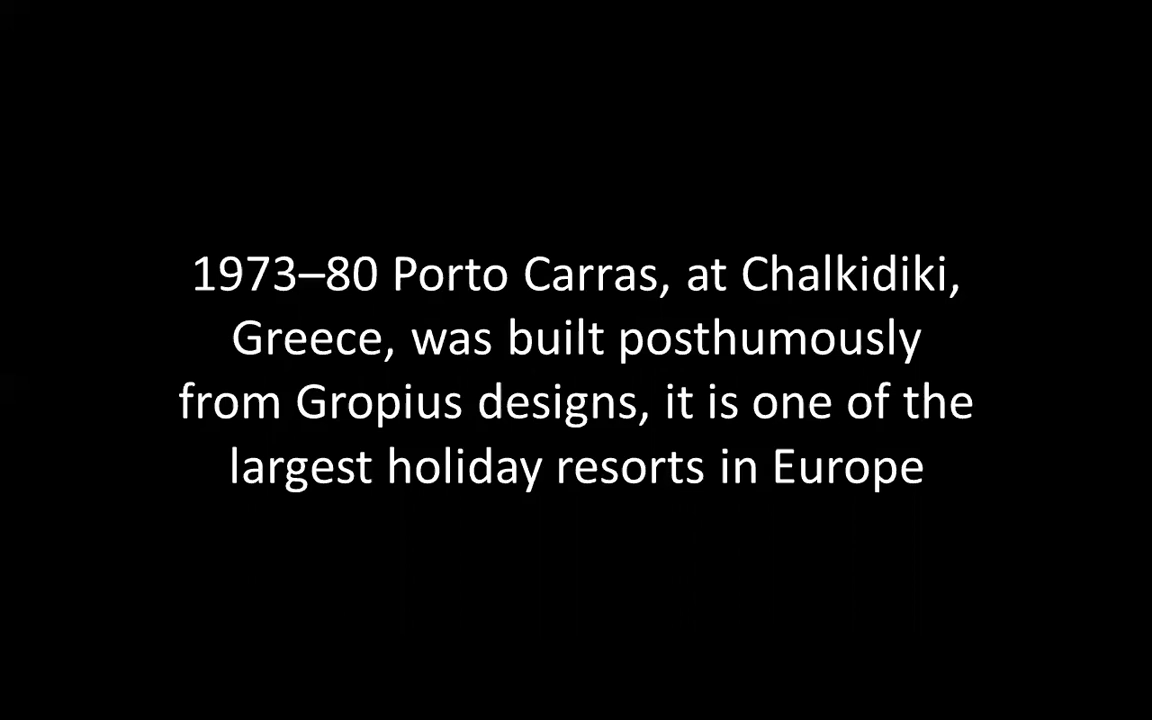 1973–80 Porto Carras, at Chalkidiki,
Greece, was built posthumously
from Gropius designs, it is one of the
largest holiday resorts in Europe